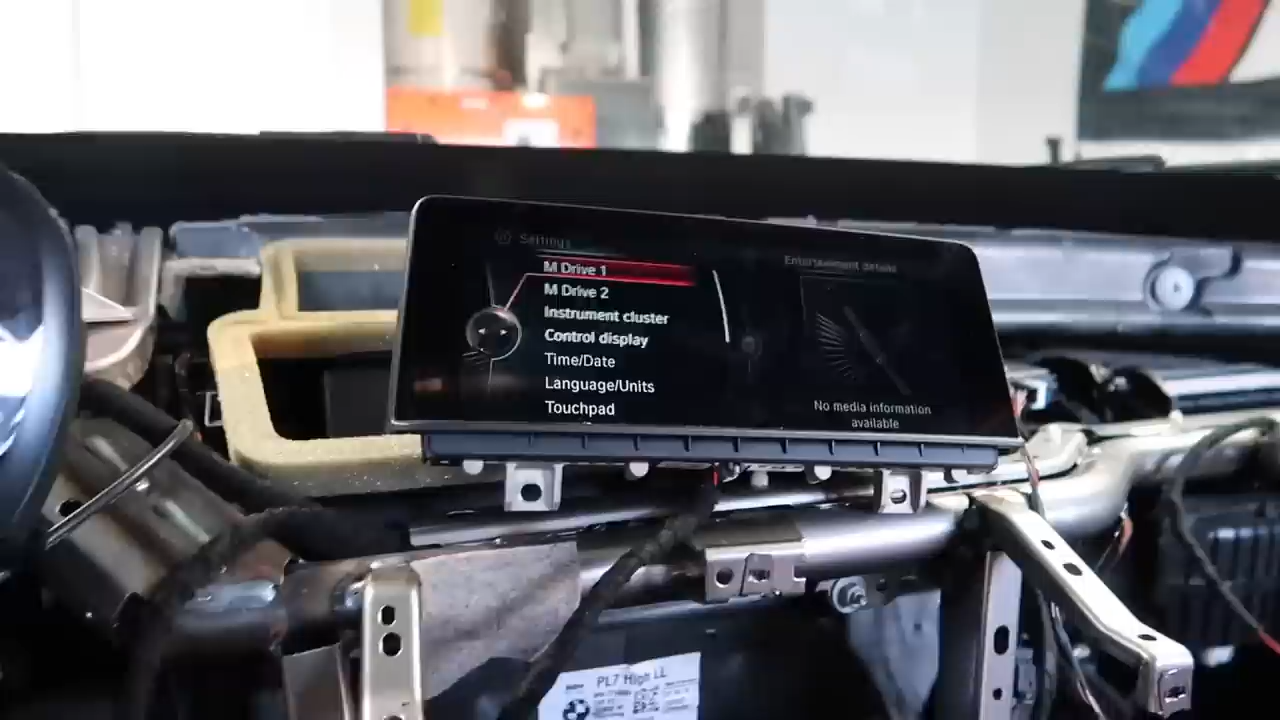 Settings
M Drive 1
M Drive 2
Instrument cluster
Control display
Time/Date
Language/Units
Touchpad
Entertainment details
No media information
available
PL7 High LL